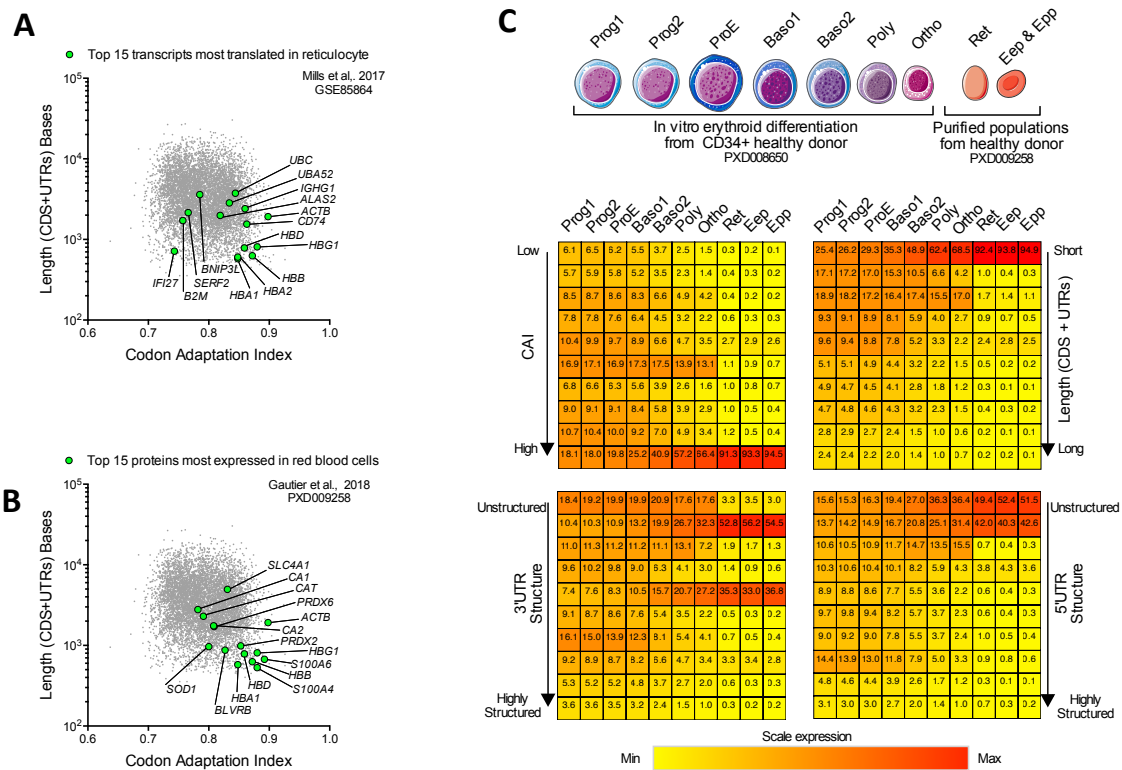 A
Top 15 transcripts most translated in reticulocyte
Mills et al,. 2017
GSE85864
10⁵
10⁴
10³
10²
Length (CDS+UTRs) Bases
UBC
UBA52
IGHG1
ALAS2
ACTB
CD74
HBD
HBG1
BNIP3L
HBB
IFI27
SERF2
HBA2
B2M
HBA1
0.6 0.7 0.8 0.9 1.0
Codon Adaptation Index
B
Top 15 proteins most expressed in red blood cells
Gautier et al., 2018
PXD009258
10⁵
10⁴
10³
10²
Length (CDS+UTRs) Bases
SLC4A1
CA1
CAT
PRDX6
ACTB
CA2
PRDX2
HBG1
S100A6
HBB
S100A4
SOD1
HBD
HBA1
BLVRB
0.6 0.7 0.8 0.9 1.0
Codon Adaptation Index
C
Prog1 Prog2 ProE Baso1 Baso2 Poly Ortho Ret Eep & Epp
In vitro erythroid differentiation
from CD34+ healthy donor
PXD008650
Purified populations
fom healthy donor
PXD009258
Prog1 Prog2 ProE Baso1 Baso2 Poly Ortho Ret Eep Epp
Low
CAI
High
6.1 6.5 6.2 5.5 3.7 2.5 1.5 0.3 0.2 0.1
5.7 5.9 5.8 5.2 3.5 2.3 1.4 0.4 0.3 0.2
8.5 8.7 8.6 8.3 6.6 4.9 4.2 0.4 0.2 0.2
7.8 7.8 7.6 6.4 4.5 3.2 2.2 0.6 0.3 0.3
10.4 9.9 9.7 8.9 6.6 4.7 3.5 2.7 2.9 2.6
16.9 17.1 16.9 17.3 17.5 13.9 13.1 1.1 0.9 0.7
6.8 6.6 6.3 5.6 3.9 2.6 1.6 1.0 0.8 0.7
9.0 9.1 9.1 8.4 5.8 3.9 2.9 1.0 0.5 0.4
10.7 10.4 10.0 9.2 7.0 4.9 3.4 1.2 0.5 0.4
18.1 18.0 19.8 25.2 40.9 57.2 66.4 91.3 93.3 94.5
Prog1 Prog2 ProE Baso1 Baso2 Poly Ortho Ret Eep Epp
Short
Length (CDS + UTRs)
Long
25.4 26.2 29.3 35.3 48.9 62.4 68.5 92.4 93.3 94.9
17.1 17.2 17.0 15.3 10.5 6.6 4.2 1.0 0.4 0.3
18.9 18.2 17.2 16.4 17.4 15.5 17.0 1.7 1.4 1.1
9.3 9.1 8.9 8.1 5.9 4.0 2.7 0.9 0.7 0.5
9.6 9.4 8.8 7.8 5.2 3.3 2.2 2.4 2.8 2.5
5.1 5.1 4.9 4.4 3.2 2.2 1.5 0.5 0.2 0.2
4.9 4.7 4.5 4.1 2.8 1.8 1.2 0.3 0.1 0.1
4.7 4.8 4.6 4.3 3.2 2.3 1.5 0.4 0.2 0.1
2.8 2.9 2.7 2.4 1.5 1.0 0.6 0.2 0.1 0.1
2.4 2.4 2.2 2.0 1.4 1.0 0.7 0.2 0.1 0.1
Unstructured
3'UTR Structure
Highly Structured
18.4 19.2 19.9 19.9 20.9 17.6 17.6 3.3 3.5 3.0
10.4 10.3 10.9 13.2 19.9 26.7 32.3 52.8 56.2 54.5
11.0 11.3 11.2 11.2 11.4 13.1 7.2 1.9 1.7 1.3
9.6 10.2 9.8 9.0 6.3 4.1 3.0 1.4 0.9 0.6
7.4 7.6 8.3 10.5 15.7 20.7 27.2 35.3 33.0 36.8
9.1 8.7 8.6 7.6 5.4 3.5 2.2 0.5 0.3 0.2
16.1 15.0 13.9 12.3 8.1 5.4 4.1 0.7 0.5 0.4
9.2 8.9 8.7 8.2 6.2 4.6 3.3 3.3 3.4 2.8
5.3 5.2 5.2 4.8 3.7 2.7 2.0 0.3 0.2 0.1
3.6 3.6 3.5 3.2 2.4 1.5 1.0 0.3 0.2 0.2
Unstructured
5'UTR Structure
Highly Structured
15.6 15.3 16.3 19.4 27.0 36.3 36.4 49.4 52.4 51.5
13.7 14.2 14.9 16.7 20.8 25.1 31.4 42.0 40.3 42.6
10.6 10.5 10.9 11.7 14.7 13.5 15.5 0.7 0.4 0.3
10.3 10.6 10.4 10.1 8.2 5.9 4.3 3.8 4.3 3.6
8.9 8.8 8.6 7.7 5.5 3.6 2.3 0.9 0.6 0.4
9.7 9.8 9.4 8.2 5.7 3.7 2.3 0.6 0.3 0.3
9.0 9.2 9.0 7.8 5.5 3.6 2.4 1.0 0.5 0.4
14.4 13.9 13.0 11.8 7.9 5.0 3.3 0.9 0.8 0.6
4.8 4.6 4.4 3.9 2.6 1.7 1.2 0.3 0.1 0.1
3.1 3.0 3.0 2.7 2.0 1.4 1.0 0.7 0.3 0.2
Scale expression
Min Max